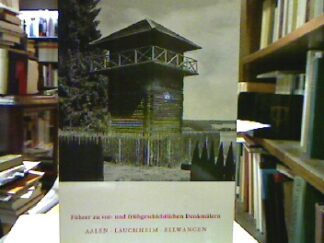 Führer zu vor- und frühgeschichtlichen Denkmälern
AALEN LAUCHHEIM ELLWANGEN